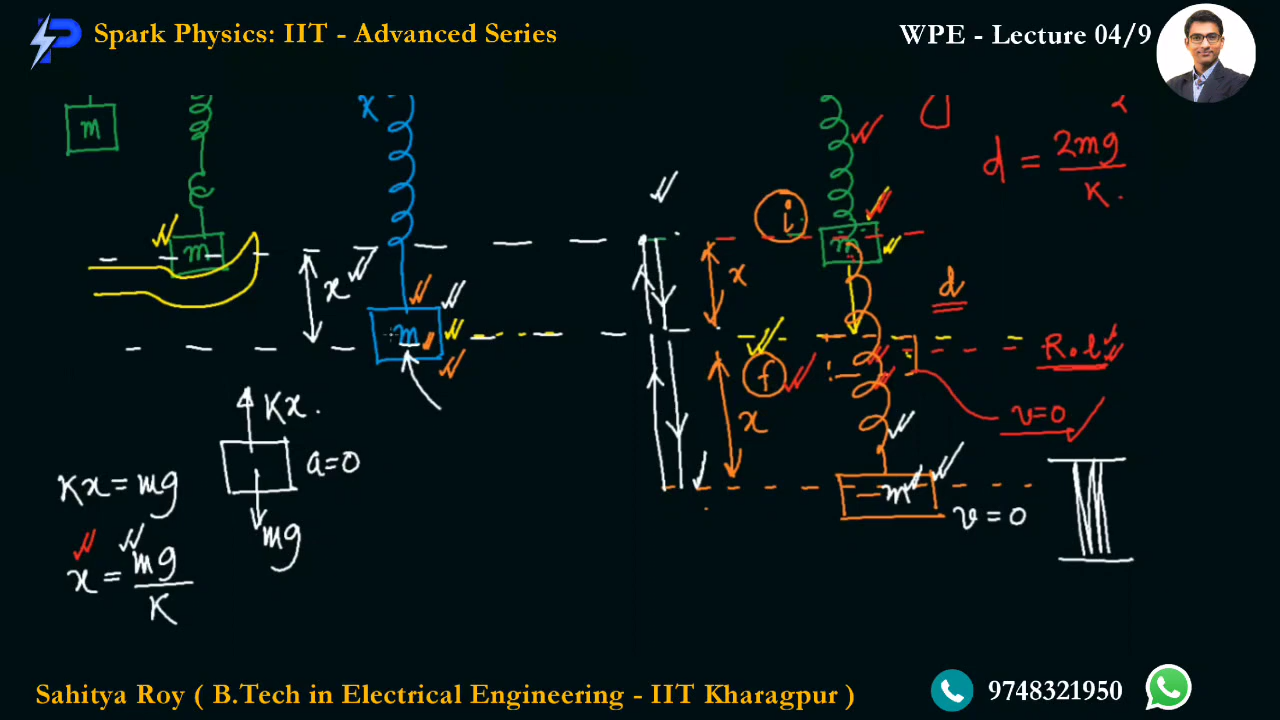 Spark Physics: IIT - Advanced Series
WPE - Lecture 04/9
m
m
x
x
m
Kx.
a=0
mg
Kx = mg
x = mg/K
i
m
x
d
f
x
R.l
v=0
m
v = 0
d = 2mg/K.
Sahitya Roy ( B.Tech in Electrical Engineering - IIT Kharagpur )
9748321950